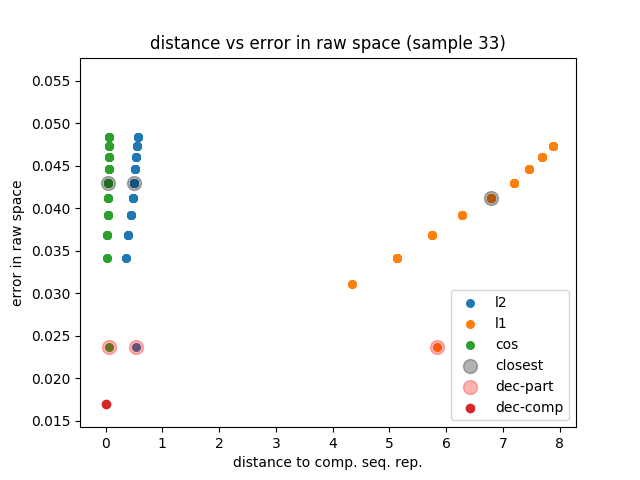 distance vs error in raw space (sample 33)
error in raw space
0.055
0.050
0.045
0.040
0.035
0.030
0.025
0.020
0.015
l2
l1
cos
closest
dec-part
dec-comp
0 1 2 3 4 5 6 7 8
distance to comp. seq. rep.